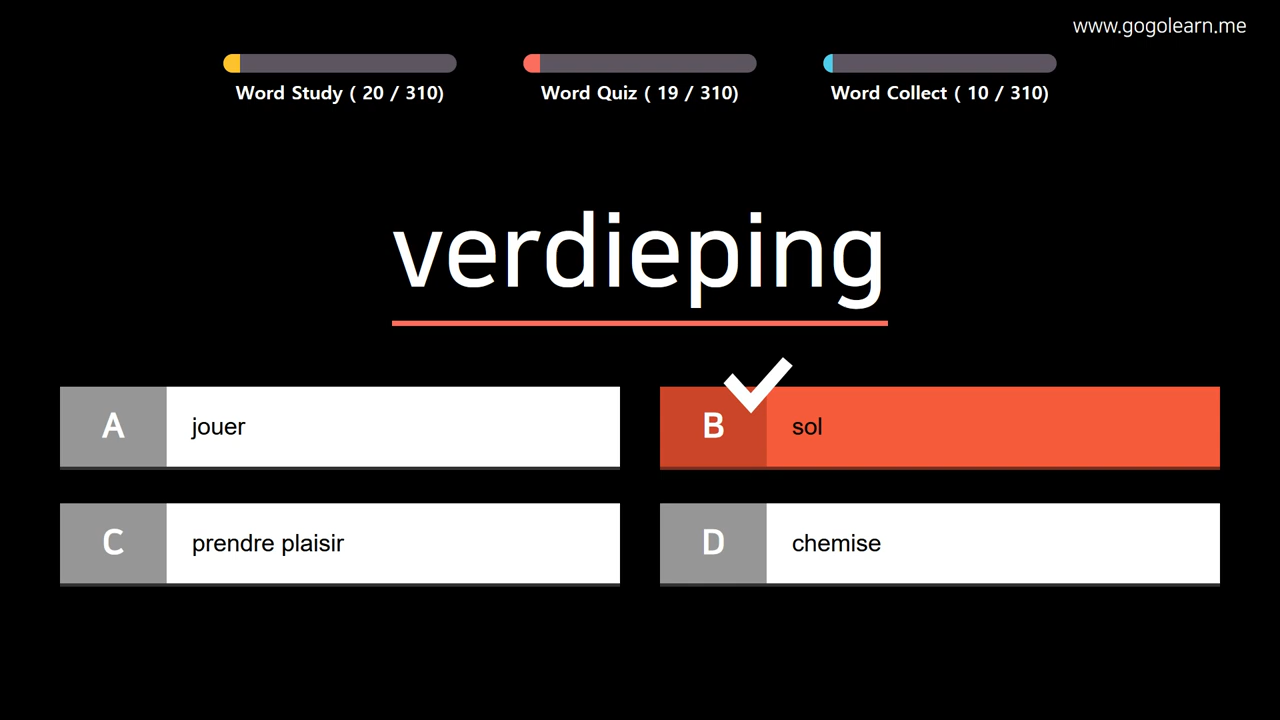 www.gogolearn.me
Word Study ( 20 / 310)
Word Quiz ( 19 / 310)
Word Collect ( 10 / 310)
verdieping
A jouer
B sol
C prendre plaisir
D chemise